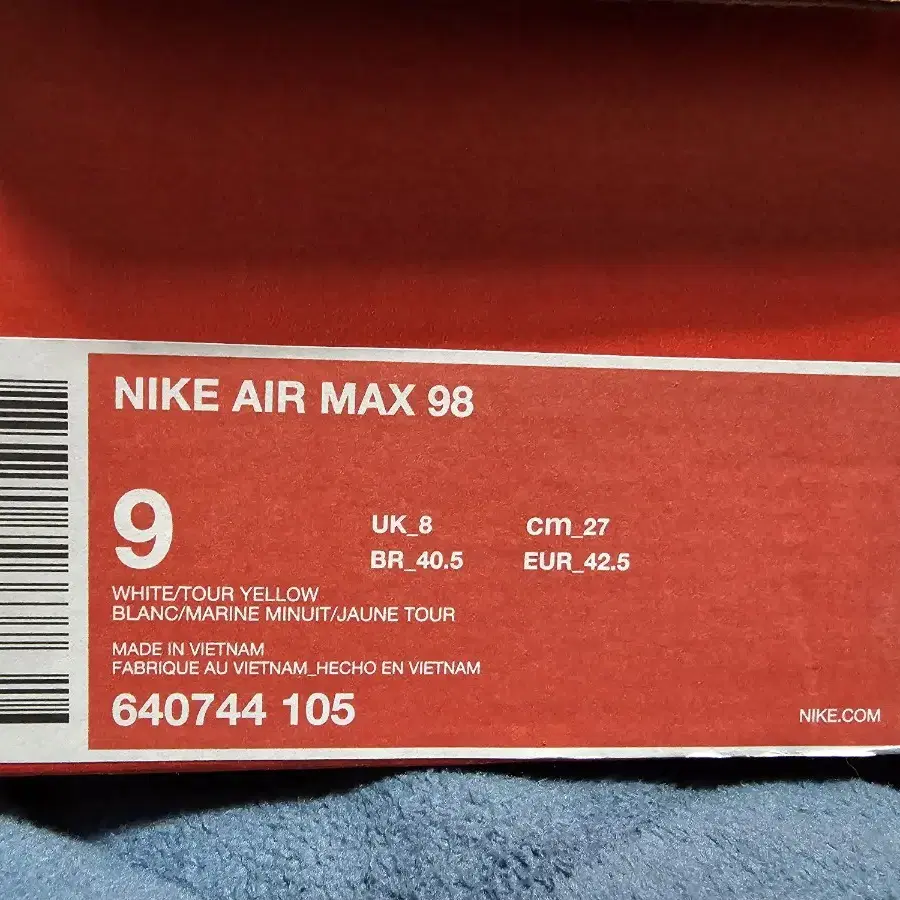 NIKE AIR MAX 98
9
UK_8 cm_27
BR_40.5 EUR_42.5
WHITE/TOUR YELLOW
BLANC/MARINE MINUIT/JAUNE TOUR
MADE IN VIETNAM
FABRIQUE AU VIETNAM_HECHO EN VIETNAM
640744 105
NIKE.COM